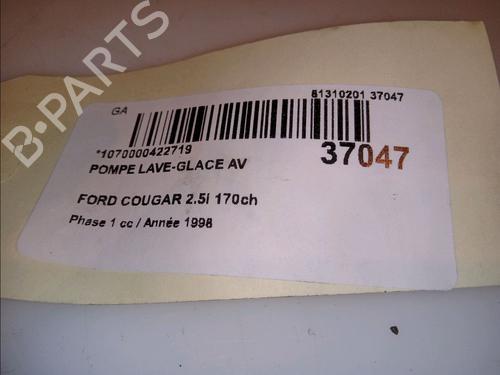 B-PARTS
GA
81310201 37047
*1070000422719
37047
POMPE LAVE-GLACE AV
FORD COUGAR 2.5i 170ch
Phase 1 cc / Année 1998